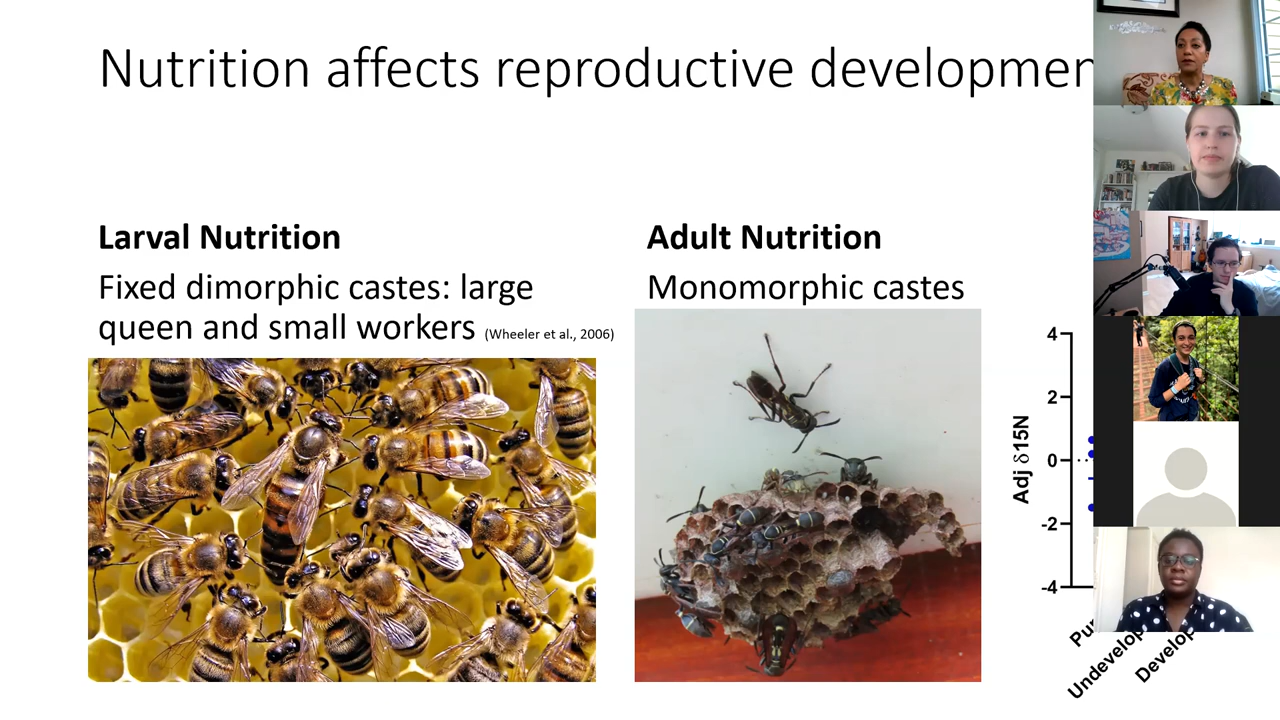 Nutrition affects reproductive developmen
Larval Nutrition
Fixed dimorphic castes: large
queen and small workers (Wheeler et al., 2006)
Adult Nutrition
Monomorphic castes
Adj δ15N
4
2
0
-2
-4
Pu
Undevelop
Develop